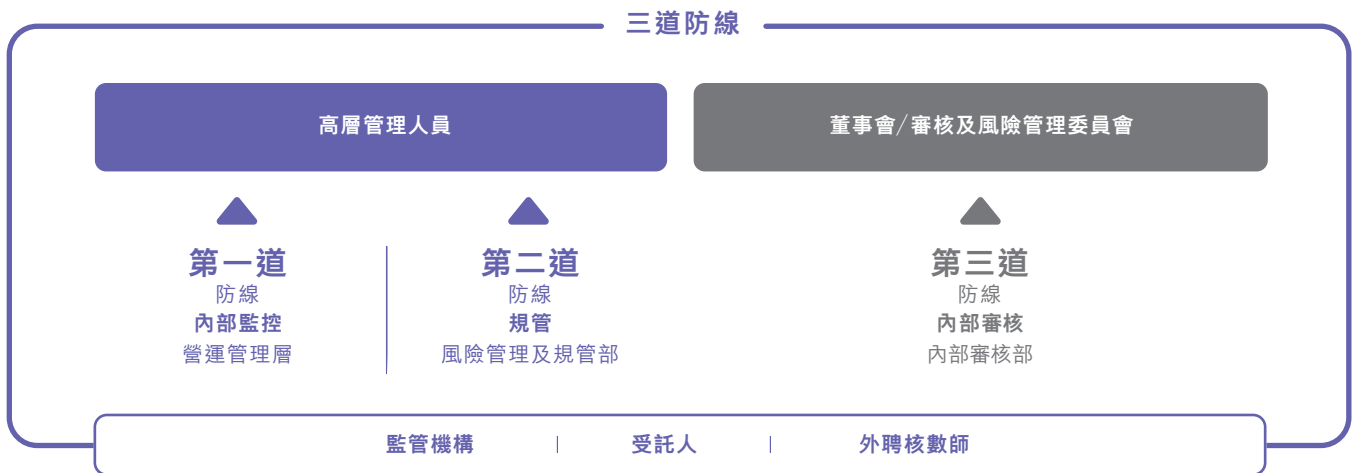 三道防線
高層管理人員
董事會/審核及風險管理委員會
第一道
防線
內部監控
營運管理層
第二道
防線
規管
風險管理及規管部
第三道
防線
內部審核
內部審核部
監管機構 | 受託人 | 外聘核數師